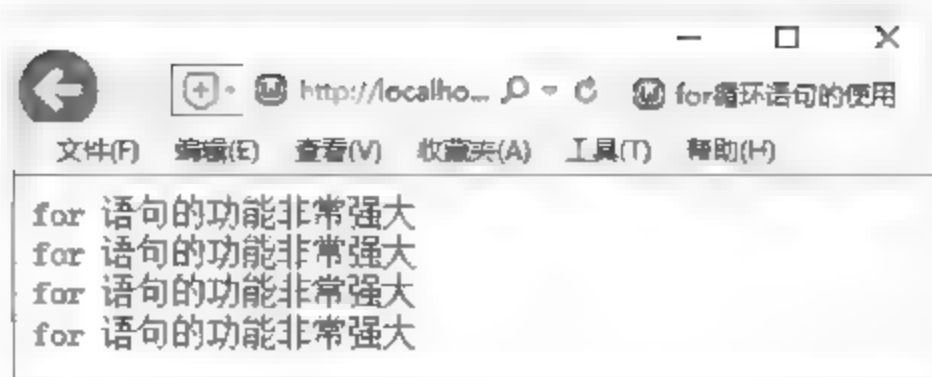 http://localho... for循环语句的使用
文件(F) 编辑(E) 查看(V) 收藏夹(A) 工具(T) 帮助(H)
for 语句的功能非常强大
for 语句的功能非常强大
for 语句的功能非常强大
for 语句的功能非常强大